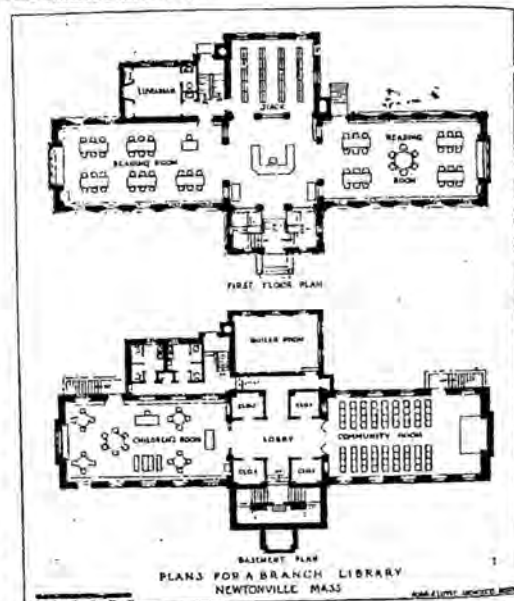 LIBRARIAN
STACK
READING ROOM
READING
ROOM
FIRST FLOOR PLAN
BOILER ROOM
CLOS
CLOS
CHILDRENS ROOM
LOBBY
COMMUNITY ROOM
CLOS
CLOS
BASEMENT PLAN
PLANS FOR A BRANCH LIBRARY
NEWTONVILLE MASS